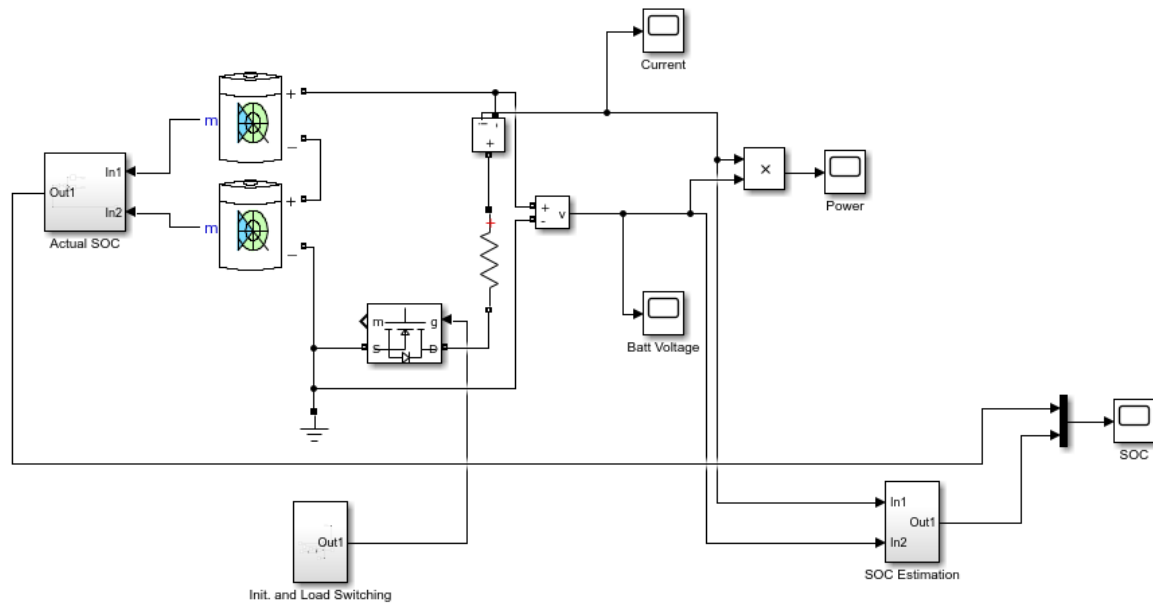 Current
+
m
−
In1
Out1
In2
Actual SOC
+
m
−
i
+
+
-
v
×
Power
+
m
g
S
D
Batt Voltage
SOC
Out1
Init. and Load Switching
In1
Out1
In2
SOC Estimation